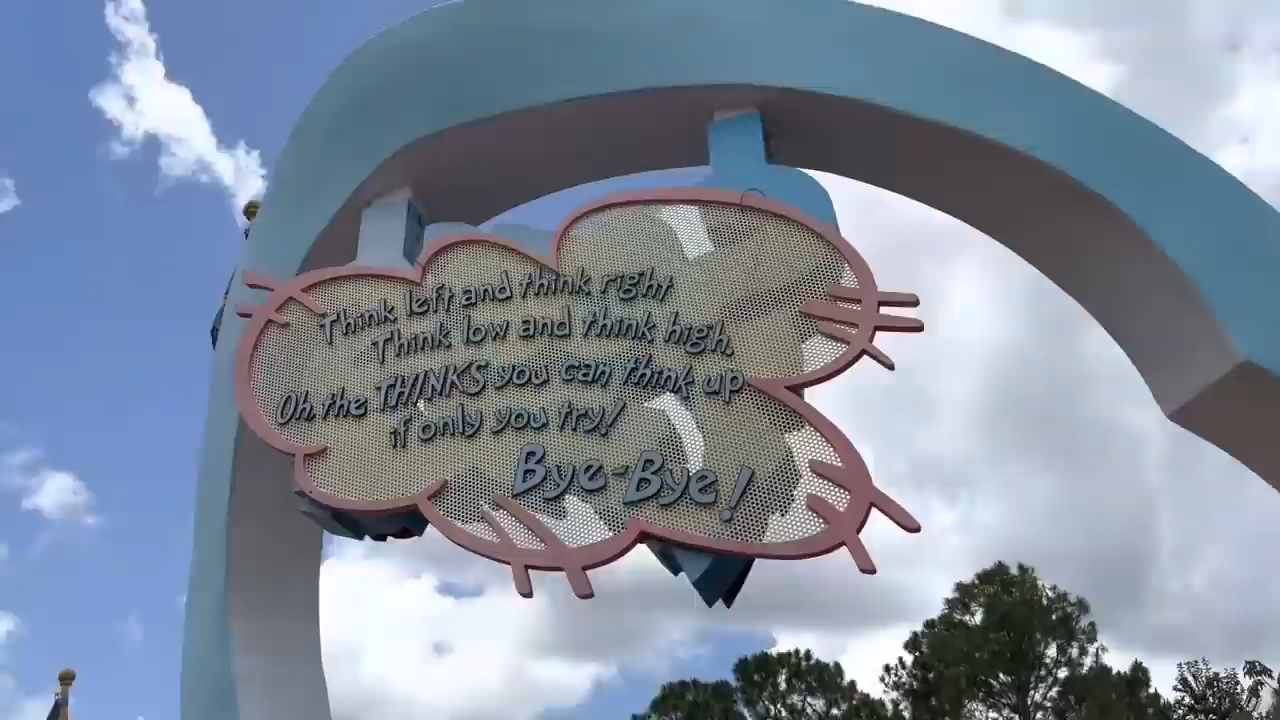 Think left and think right
Think low and think high.
Oh the THINKS you can think up
if only you try!
Bye-Bye!